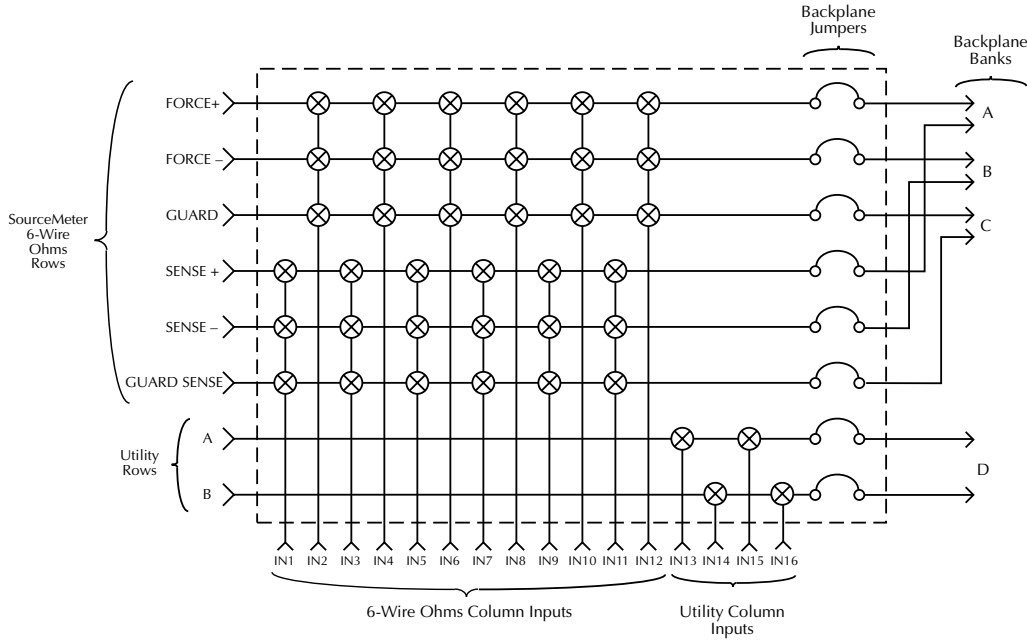 Backplane
Jumpers
Backplane
Banks
FORCE+
A
FORCE –
B
SourceMeter
6-Wire
Ohms
Rows
GUARD
C
SENSE +
SENSE –
GUARD SENSE
Utility
Rows
A
D
B
IN1 IN2 IN3 IN4 IN5 IN6 IN7 IN8 IN9 IN10 IN11 IN12 IN13 IN14 IN15 IN16
6-Wire Ohms Column Inputs
Utility Column
Inputs